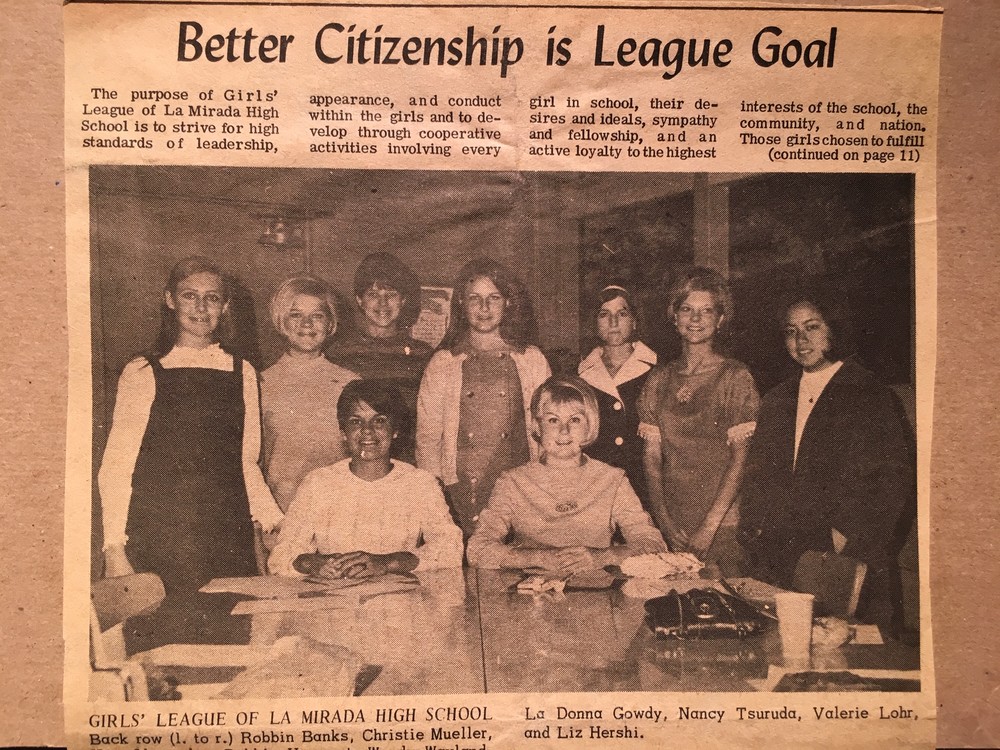 Better Citizenship is League Goal
The purpose of Girls'
League of La Mirada High
School is to strive for high
standards of leadership,
appearance, and conduct
within the girls and to de-
velop through cooperative
activities involving every
girl in school, their de-
sires and ideals, sympathy
and fellowship, and an
active loyalty to the highest
interests of the school, the
community, and nation.
Those girls chosen to fulfill
(continued on page 11)
GIRLS' LEAGUE OF LA MIRADA HIGH SCHOOL
Back row (l. to r.) Robbin Banks, Christie Mueller,
La Donna Gowdy, Nancy Tsuruda, Valerie Lohr,
and Liz Hershi.